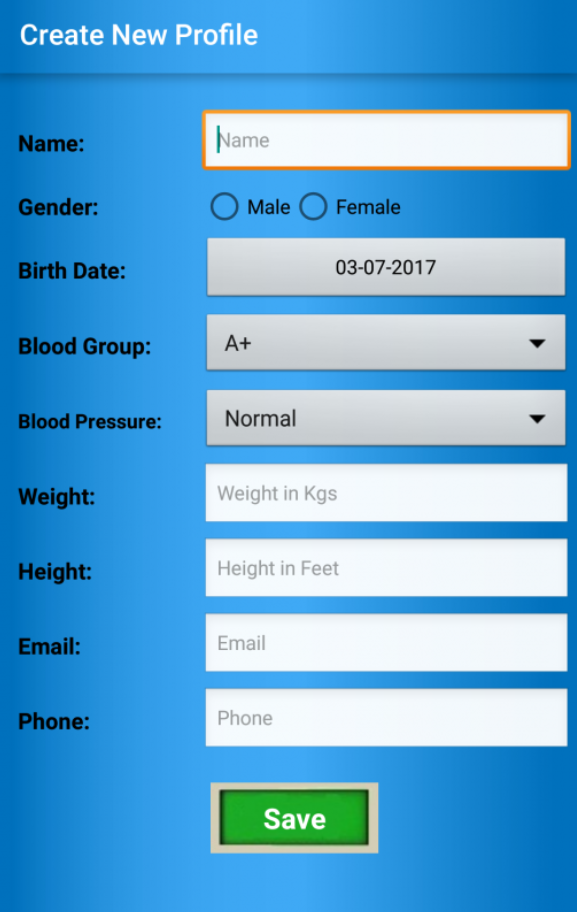 Create New Profile
Name: Name
Gender: Male Female
Birth Date: 03-07-2017
Blood Group: A+
Blood Pressure: Normal
Weight: Weight in Kgs
Height: Height in Feet
Email: Email
Phone: Phone
Save